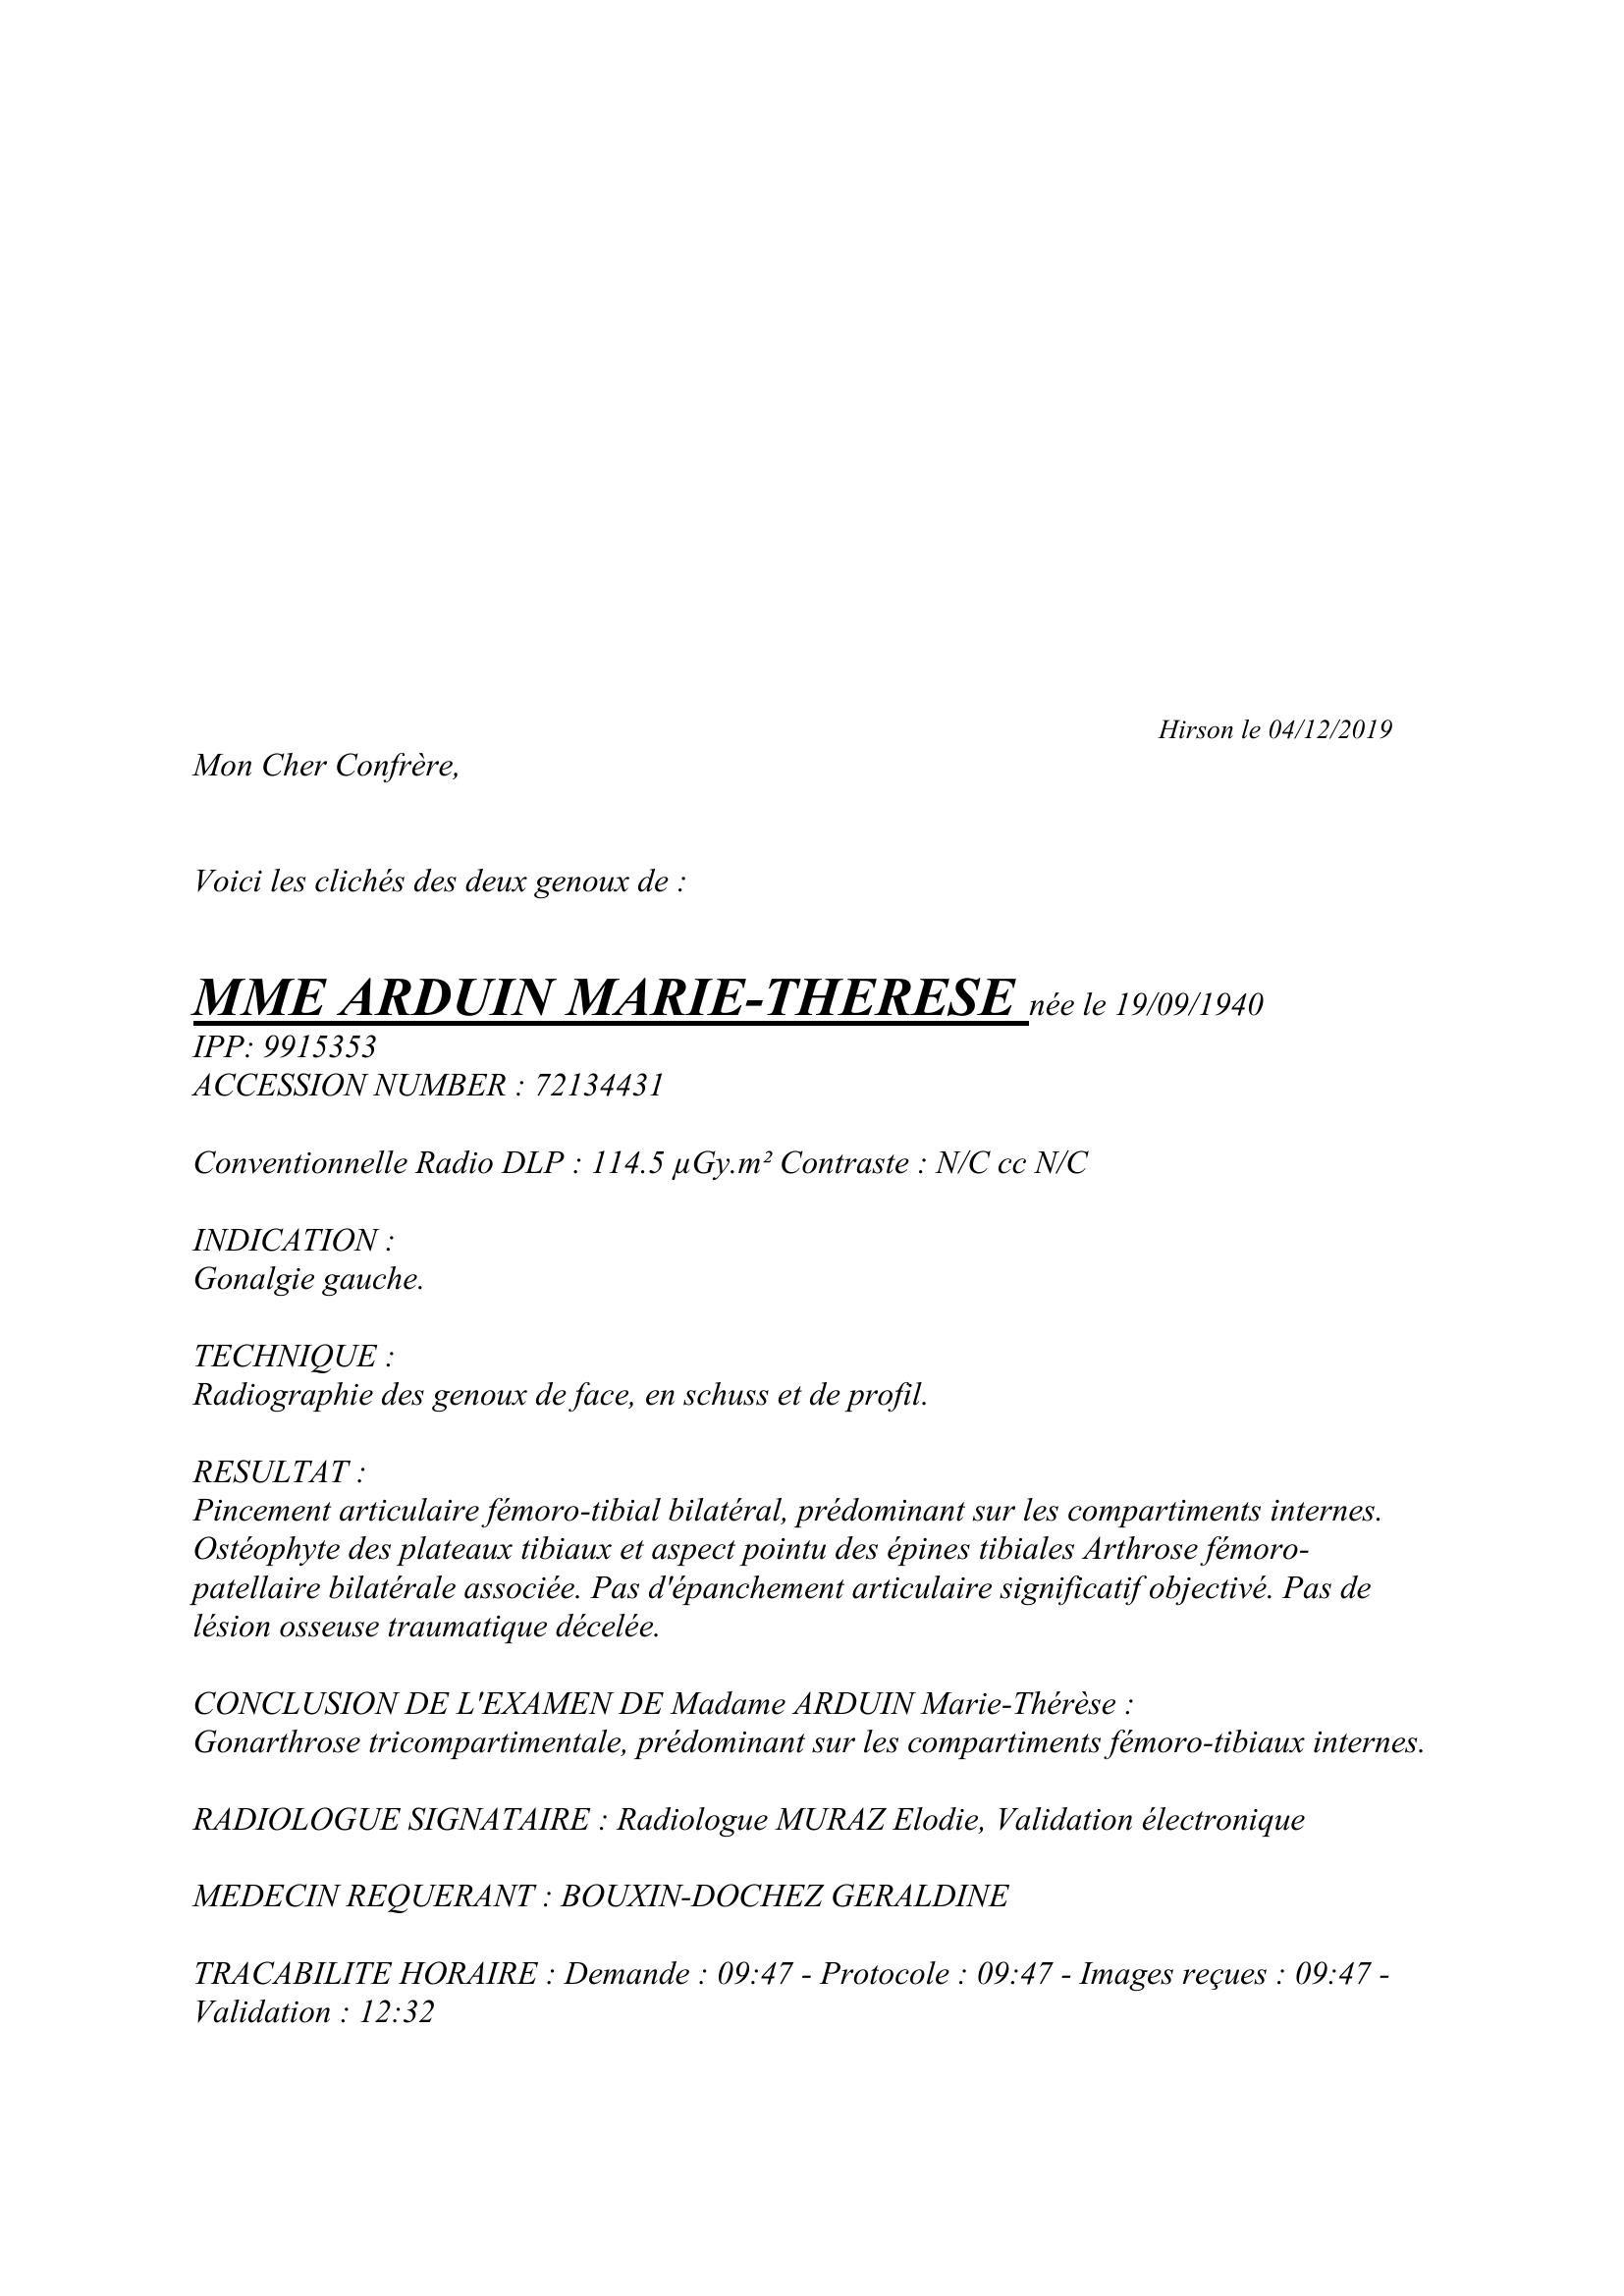 Hirson le 04/12/2019
Mon Cher Confrère,
Voici les clichés des deux genoux de :
MME ARDUIN MARIE-THERESE née le 19/09/1940
IPP: 9915353
ACCESSION NUMBER : 72134431
Conventionnelle Radio DLP : 114.5 µGy.m² Contraste : N/C cc N/C
INDICATION :
Gonalgie gauche.
TECHNIQUE :
Radiographie des genoux de face, en schuss et de profil.
RESULTAT :
Pincement articulaire fémoro-tibial bilatéral, prédominant sur les compartiments internes.
Ostéophyte des plateaux tibiaux et aspect pointu des épines tibiales Arthrose fémoro-
patellaire bilatérale associée. Pas d'épanchement articulaire significatif objectivé. Pas de
lésion osseuse traumatique décelée.
CONCLUSION DE L'EXAMEN DE Madame ARDUIN Marie-Thérèse :
Gonarthrose tricompartimentale, prédominant sur les compartiments fémoro-tibiaux internes.
RADIOLOGUE SIGNATAIRE : Radiologue MURAZ Elodie, Validation électronique
MEDECIN REQUERANT : BOUXIN-DOCHEZ GERALDINE
TRACABILITE HORAIRE : Demande : 09:47 - Protocole : 09:47 - Images reçues : 09:47 -
Validation : 12:32